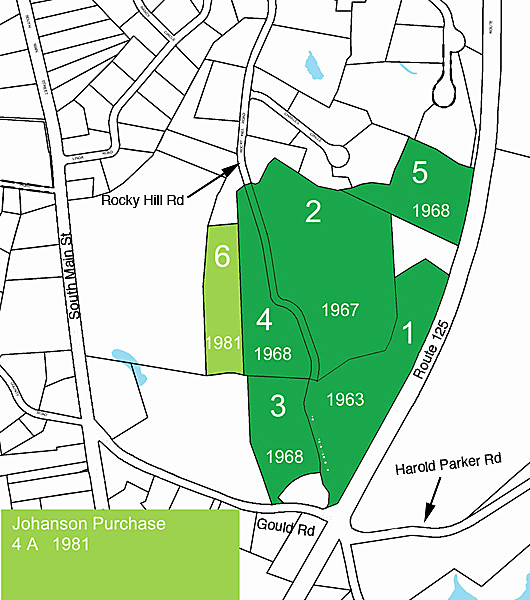 5
1968
Rocky Hill Rd
2
6
South Main St
1967
4
1
1981
1968
Route 125
3
1963
1968
Harold Parker Rd
Gould Rd
Johanson Purchase
4 A 1981